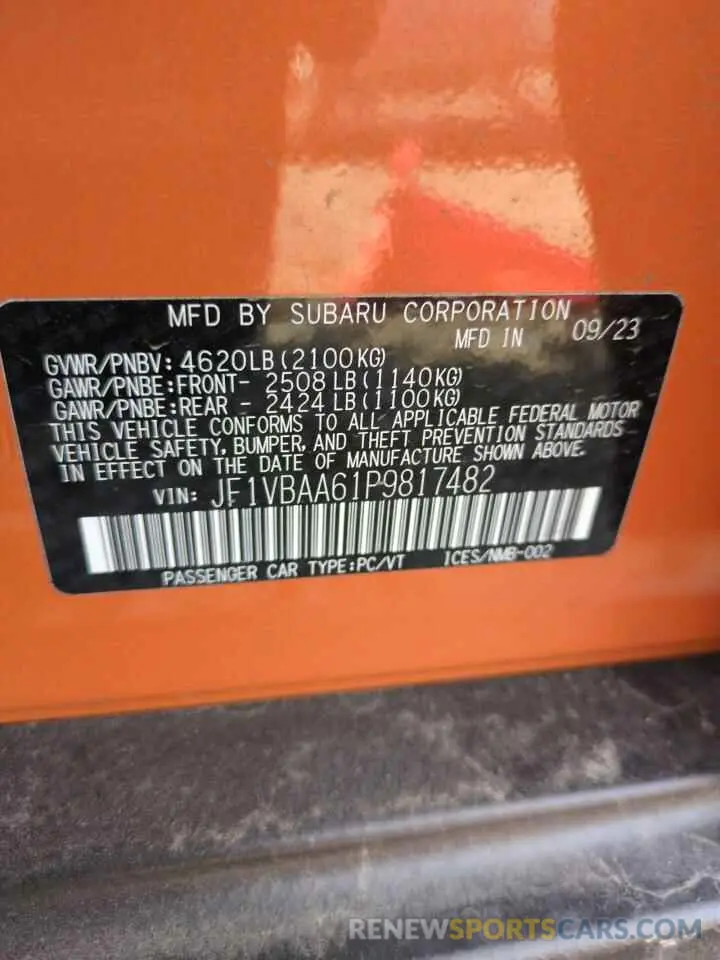 MFD BY SUBARU CORPORATION
MFD IN 09/23
GVWR/PNBV: 4620LB(2100KG)
GAWR/PNBE:FRONT- 2508 LB(1140KG)
GAWR/PNBE:REAR - 2424 LB(1100KG)
THIS VEHICLE CONFORMS TO ALL APPLICABLE FEDERAL MOTOR
VEHICLE SAFETY, BUMPER, AND THEFT PREVENTION STANDARDS
IN EFFECT ON THE DATE OF MANUFACTURE SHOWN ABOVE.
VIN: JF1VBAA61P9817482
PASSENGER CAR TYPE:PC/VT ICES/NMB-002
RENEWSPORTSCARS.COM